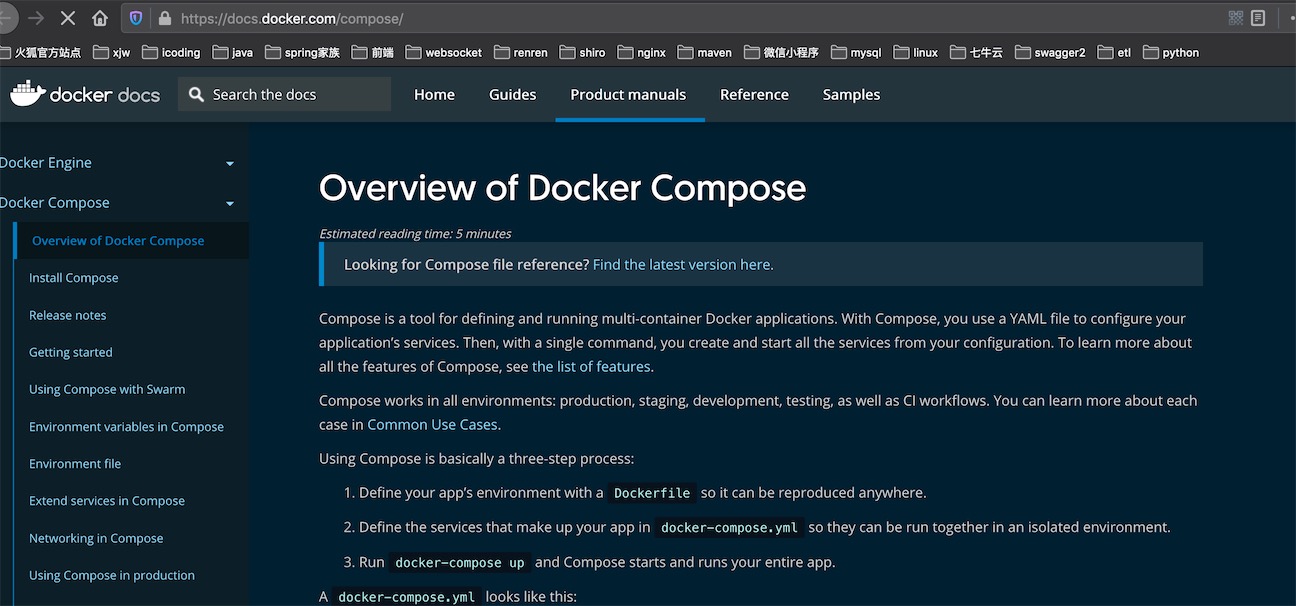 https://docs.docker.com/compose/
火狐官方站点 xjw icoding java spring家族 前端 websocket renren shiro nginx maven 微信小程序 mysql linux 七牛云 swagger2 etl python
docker docs Search the docs Home Guides Product manuals Reference Samples
Docker Engine
Docker Compose
Overview of Docker Compose
Install Compose
Release notes
Getting started
Using Compose with Swarm
Environment variables in Compose
Environment file
Extend services in Compose
Networking in Compose
Using Compose in production
Overview of Docker Compose
Estimated reading time: 5 minutes
Looking for Compose file reference? Find the latest version here.
Compose is a tool for defining and running multi-container Docker applications. With Compose, you use a YAML file to configure your
application’s services. Then, with a single command, you create and start all the services from your configuration. To learn more about
all the features of Compose, see the list of features.
Compose works in all environments: production, staging, development, testing, as well as CI workflows. You can learn more about each
case in Common Use Cases.
Using Compose is basically a three-step process:
1. Define your app’s environment with a Dockerfile so it can be reproduced anywhere.
2. Define the services that make up your app in docker-compose.yml so they can be run together in an isolated environment.
3. Run docker-compose up and Compose starts and runs your entire app.
A docker-compose.yml looks like this: